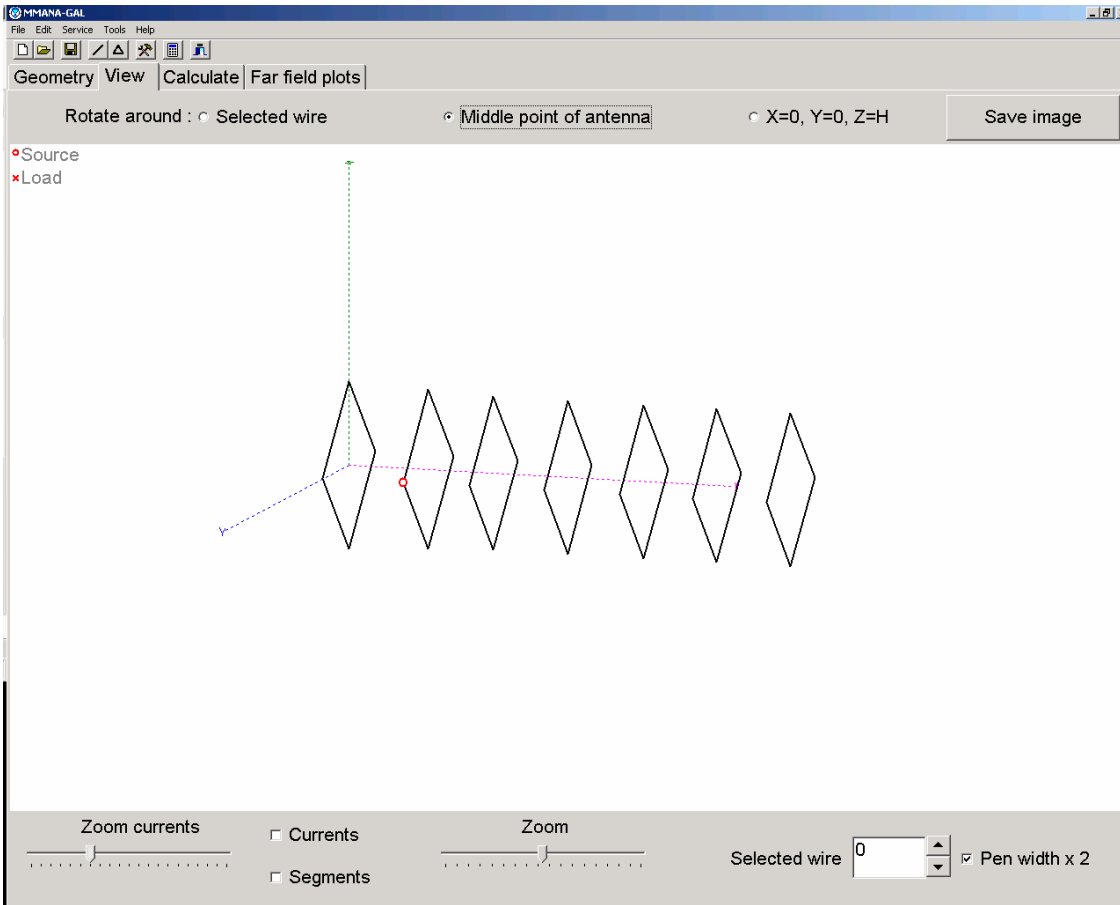 MMANA-GAL
File Edit Service Tools Help
Geometry View Calculate Far field plots
Rotate around : Selected wire Middle point of antenna X=0, Y=0, Z=H Save image
Source
Load
Y
Zoom currents Currents Zoom
Selected wire 0 Pen width x 2
Segments